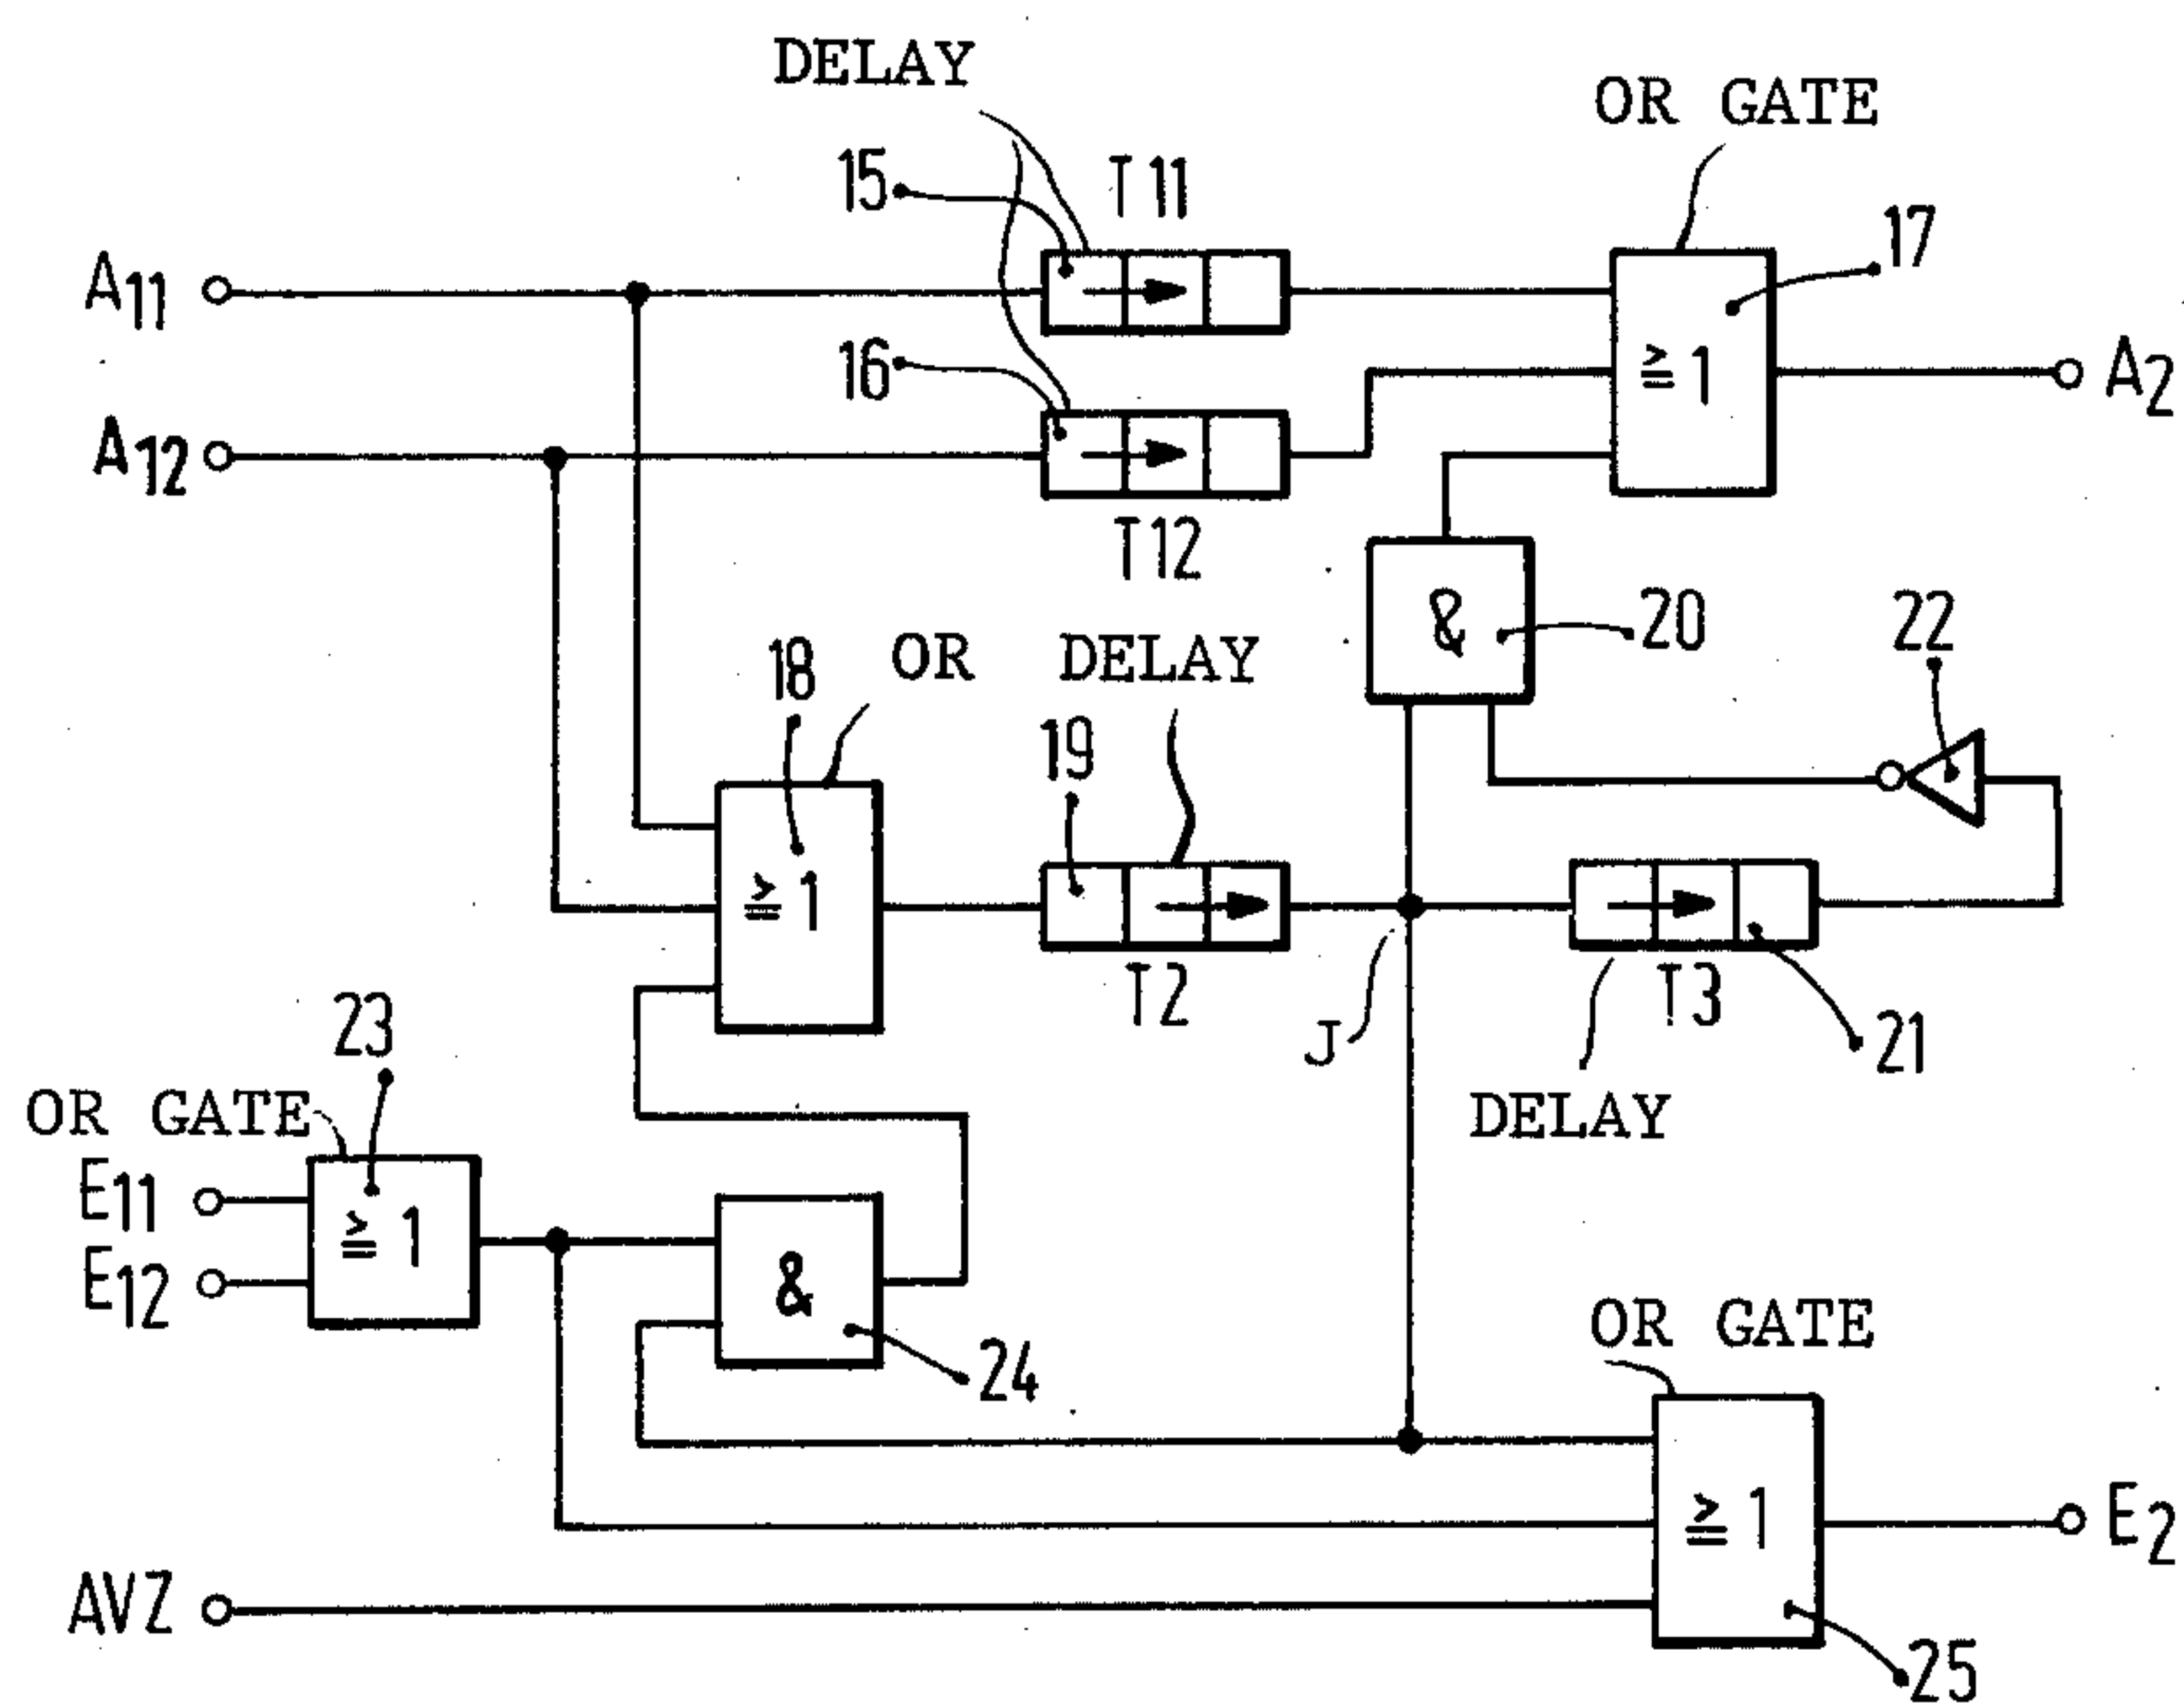 DELAY
OR GATE
15
T11
17
A11
≥1
A2
16
A12
T12
&
20
22
18
OR
DELAY
19
≥1
T2
J
T3
21
DELAY
23
OR GATE
E11
≥1
E12
&
24
OR GATE
≥1
E2
AVZ
25